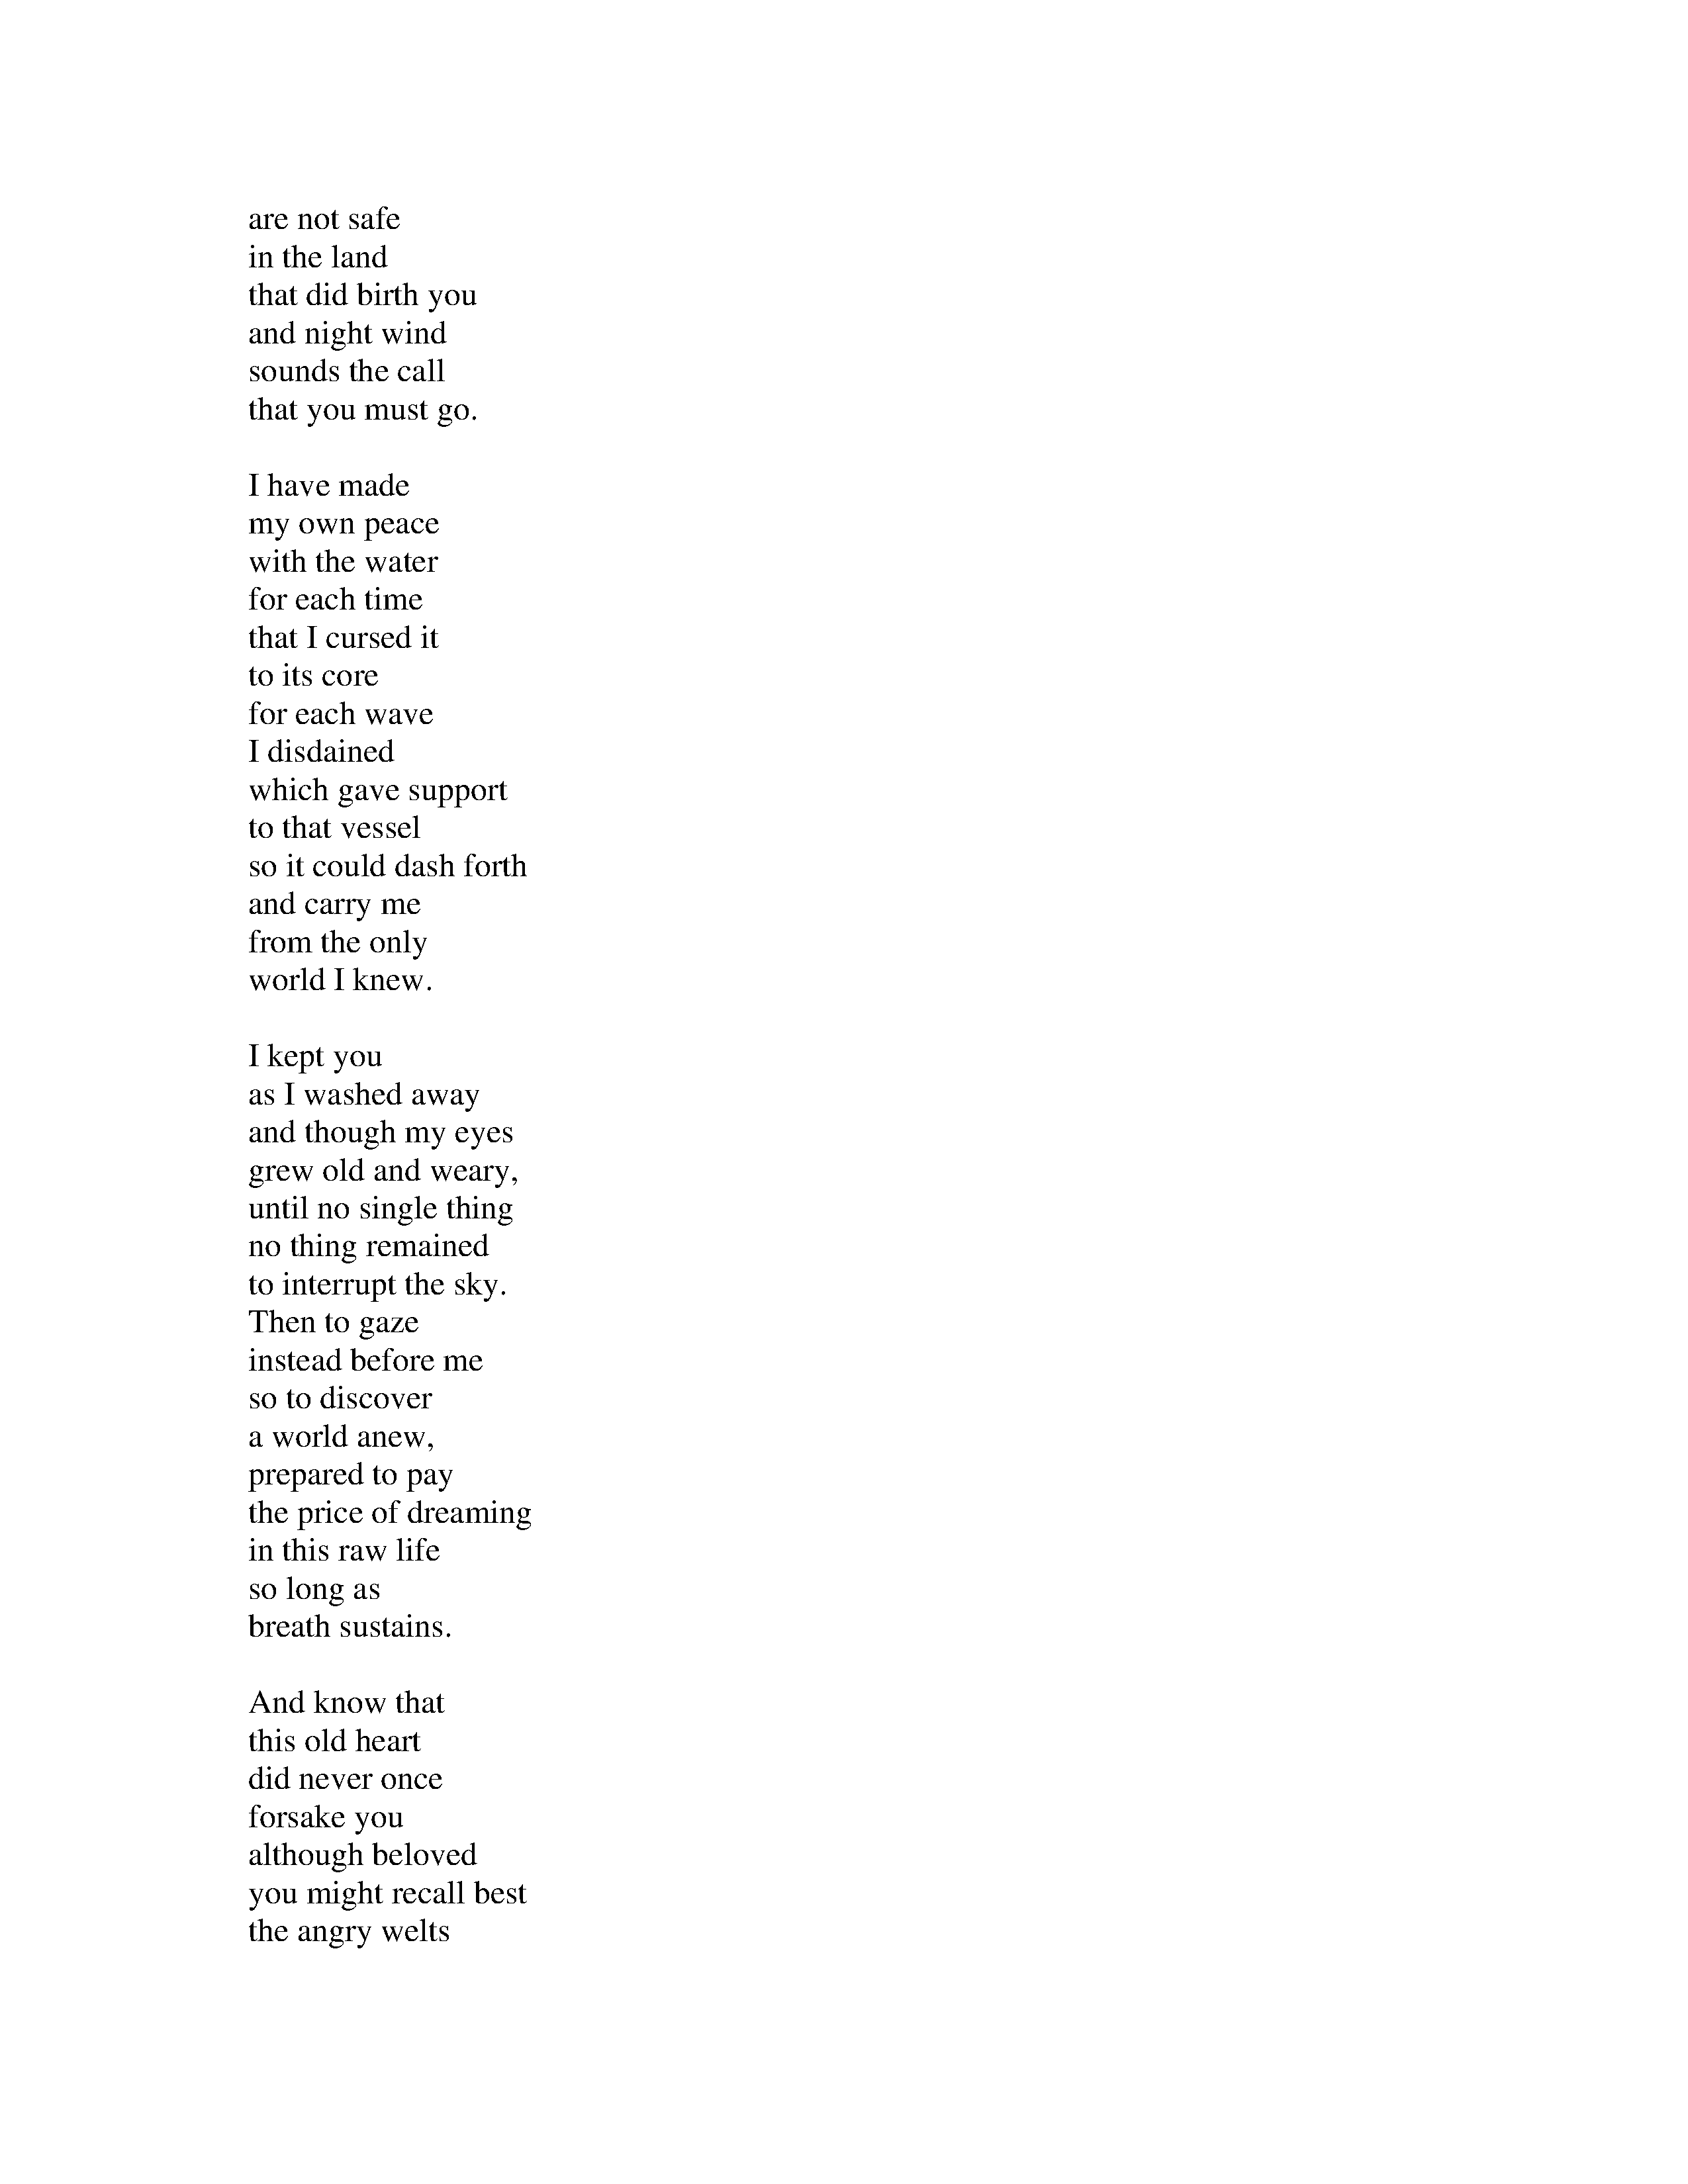 are not safe
in the land
that did birth you
and night wind
sounds the call
that you must go.

I have made
my own peace
with the water
for each time
that I cursed it
to its core
for each wave
I disdained
which gave support
to that vessel
so it could dash forth
and carry me
from the only
world I knew.

I kept you
as I washed away
and though my eyes
grew old and weary,
until no single thing
no thing remained
to interrupt the sky.
Then to gaze
instead before me
so to discover
a world anew,
prepared to pay
the price of dreaming
in this raw life
so long as
breath sustains.

And know that
this old heart
did never once
forsake you
although beloved
you might recall best
the angry welts